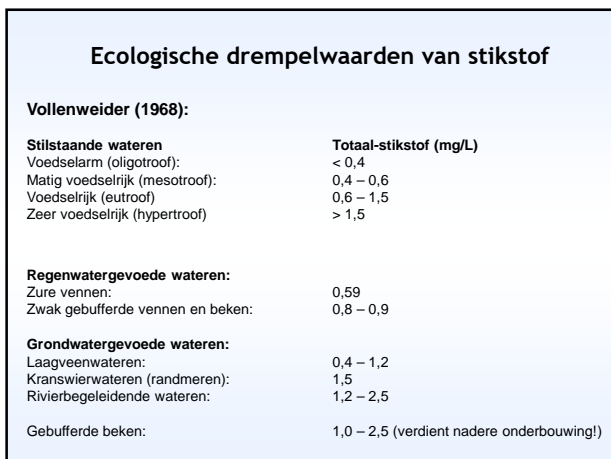 Ecologische drempelwaarden van stikstof
Vollenweider (1968):
Stilstaande wateren Totaal-stikstof (mg/L)
Voedselarm (oligotroof): < 0,4
Matig voedselrijk (mesotroof): 0,4 – 0,6
Voedselrijk (eutroof) 0,6 – 1,5
Zeer voedselrijk (hypertroof) > 1,5
Regenwatergevoede wateren:
Zure vennen: 0,59
Zwak gebufferde vennen en beken: 0,8 – 0,9
Grondwatergevoede wateren:
Laagveenwateren: 0,4 – 1,2
Kranswierwateren (randmeren): 1,5
Rivierbegeleidende wateren: 1,2 – 2,5
Gebufferde beken: 1,0 – 2,5 (verdient nadere onderbouwing!)